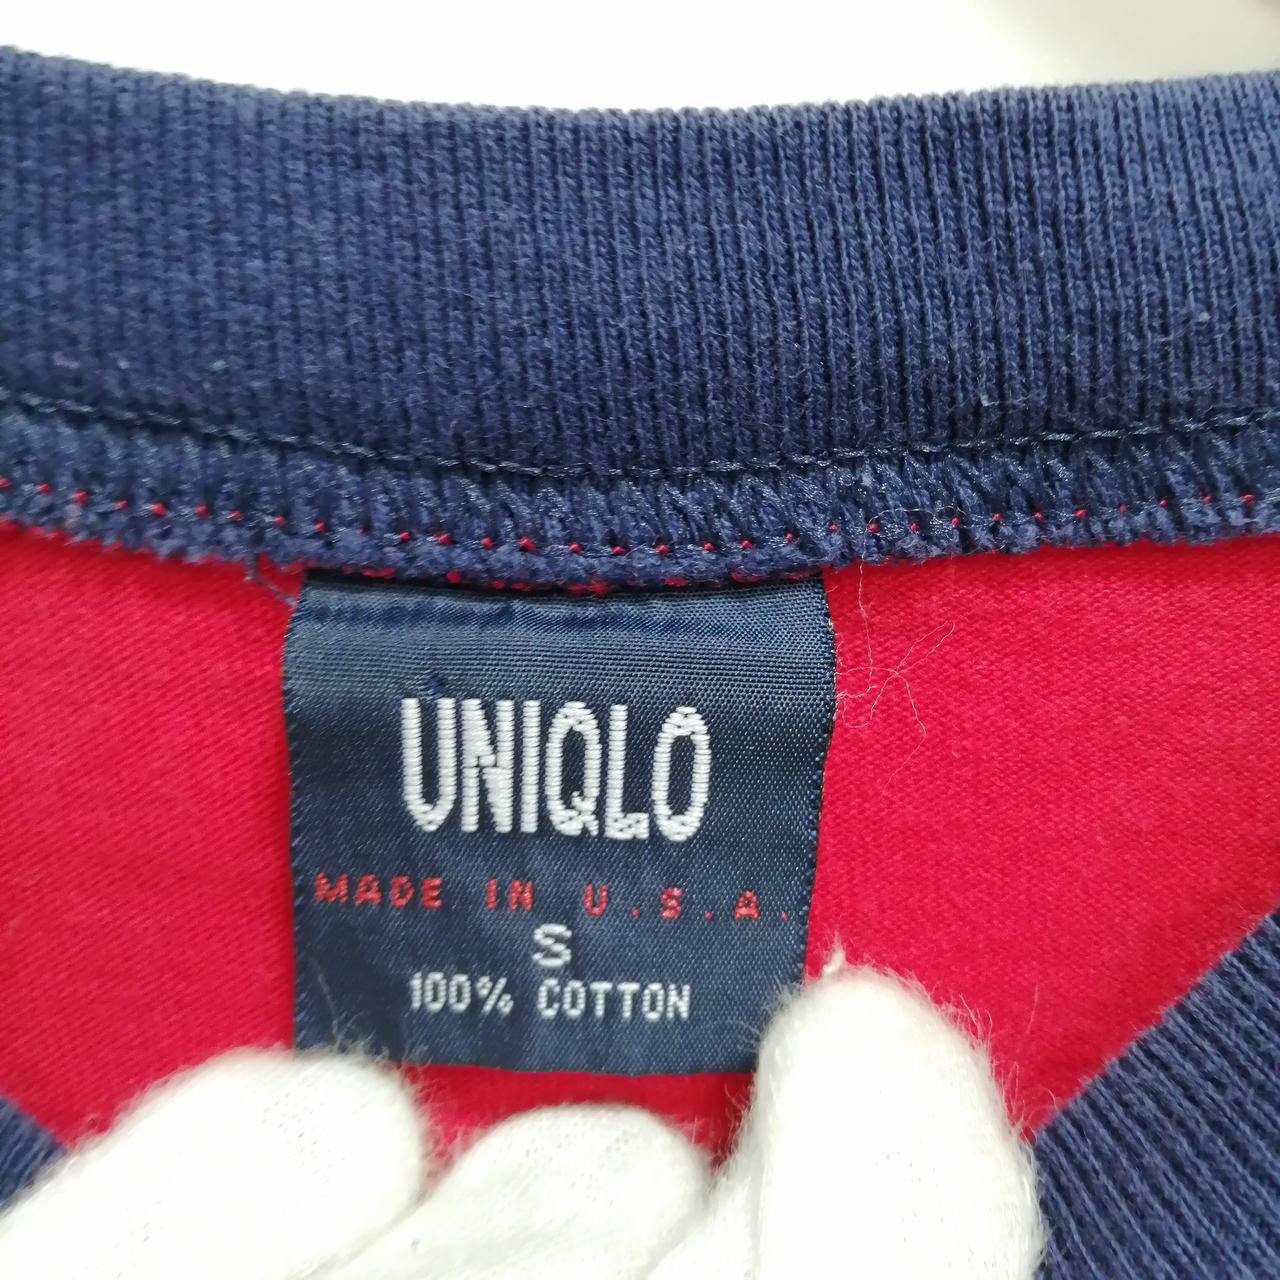 UNIQLO
MADE IN U.S.A.
S
100% COTTON